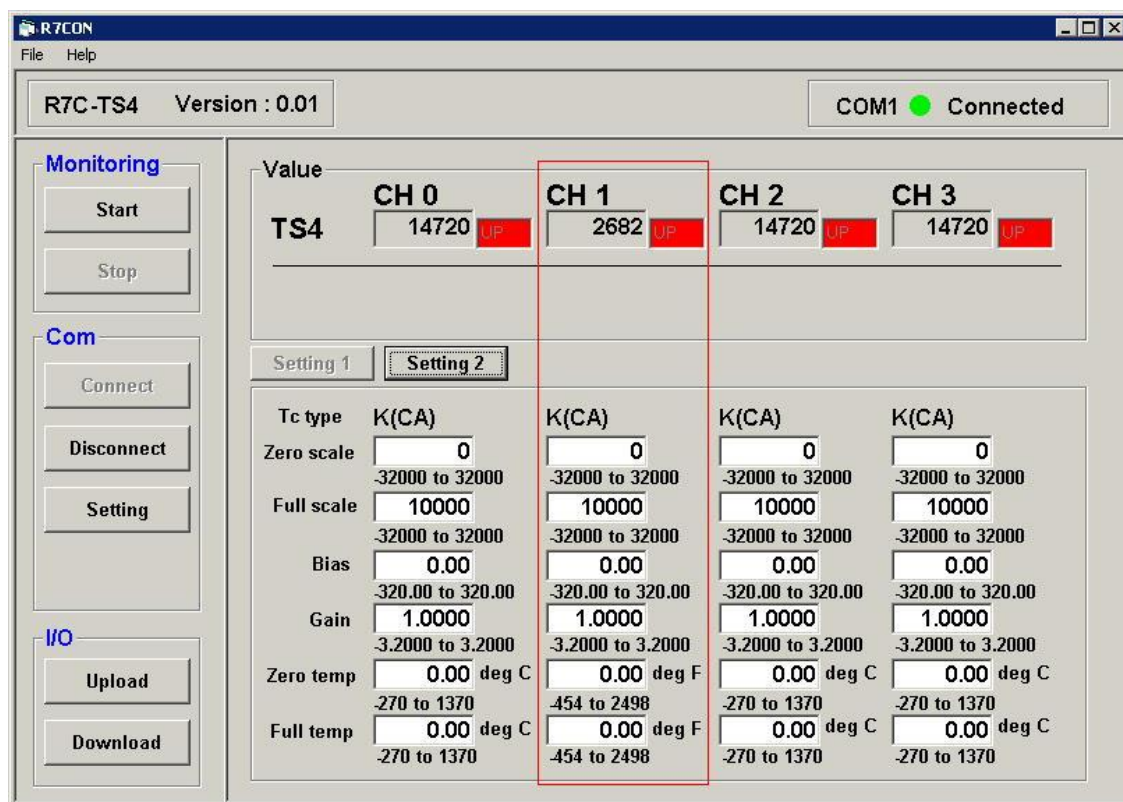 R7CON
File Help
R7C-TS4 Version : 0.01
COM1 Connected
Monitoring
Start
Stop
Com
Connect
Disconnect
Setting
I/O
Upload
Download
Value
CH 0 CH 1 CH 2 CH 3
TS4 14720 UP 2682 UP 14720 UP 14720 UP
Setting 1 Setting 2
Tc type K(CA) K(CA) K(CA) K(CA)
Zero scale 0 0 0 0
-32000 to 32000 -32000 to 32000 -32000 to 32000 -32000 to 32000
Full scale 10000 10000 10000 10000
-32000 to 32000 -32000 to 32000 -32000 to 32000 -32000 to 32000
Bias 0.00 0.00 0.00 0.00
-320.00 to 320.00 -320.00 to 320.00 -320.00 to 320.00 -320.00 to 320.00
Gain 1.0000 1.0000 1.0000 1.0000
-3.2000 to 3.2000 -3.2000 to 3.2000 -3.2000 to 3.2000 -3.2000 to 3.2000
Zero temp 0.00 deg C 0.00 deg F 0.00 deg C 0.00 deg C
-270 to 1370 -454 to 2498 -270 to 1370 -270 to 1370
Full temp 0.00 deg C 0.00 deg F 0.00 deg C 0.00 deg C
-270 to 1370 -454 to 2498 -270 to 1370 -270 to 1370